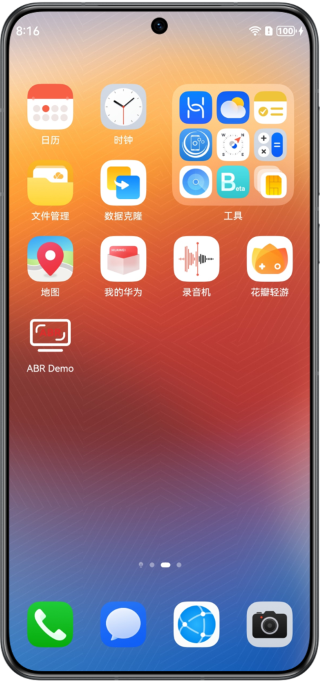 8:16
100
日历
时钟
Beta
文件管理
数据克隆
工具
地图
我的华为
录音机
花瓣轻游
ABR Demo